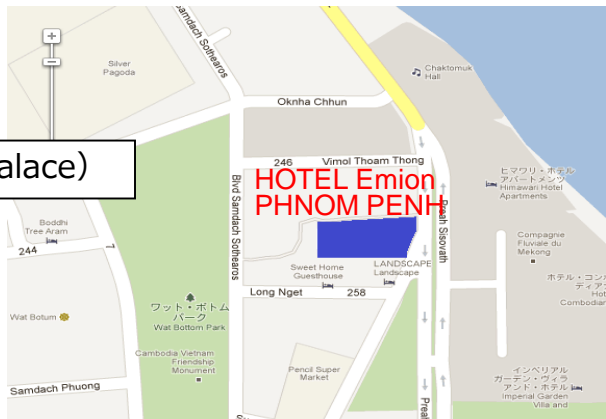 Silver
Pagoda
Blvd Samdach Sothearos
Chaktomuk
Hall
Oknha Chhun
alace)
246 Vimol Thoam Thong
HOTEL Emion
PHNOM PENH
ヒマワリ・ホテル
アパートメンツ
Himawari Hotel
Apartments
Preah Sisovath
Boddhi
Tree Aram
244
Blvd Samdach Sothearos
Compagnie
Fluviale du
Mekong
Sweet Home
Guesthouse
LANDSCAPE
Landscape
ホテル・コン
ディア
Hot
Cambodian
Long Nget 258
ワット・ボトム
パーク
Wat Bottom Park
Wat Botum
Cambodia Vietnam
Friendship
Monument
Pencil Super
Market
インペリアル
ガーデン・ヴィラ
アンド・ホテル
Imperial Garden
Villa and
Samdach Phuong